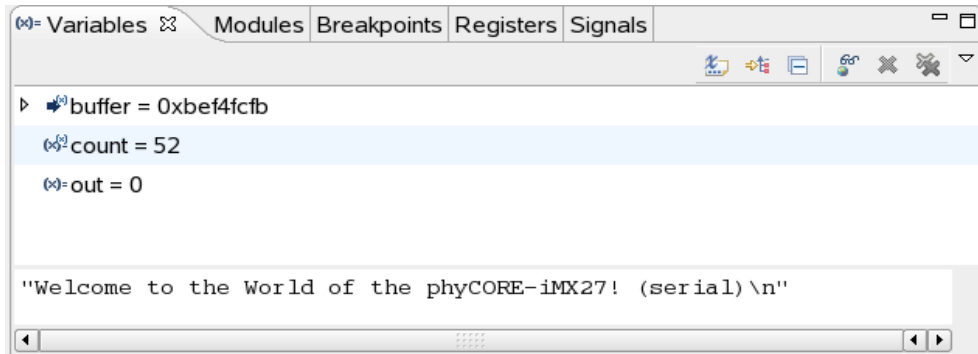 Variables Modules Breakpoints Registers Signals
buffer = 0xbef4fcfb
count = 52
out = 0
"Welcome to the World of the phyCORE-iMX27! (serial)\n"